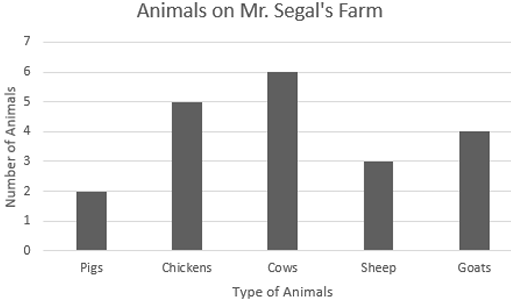 Animals on Mr. Segal's Farm
Number of Animals
7
6
5
4
3
2
1
0
Pigs Chickens Cows Sheep Goats
Type of Animals